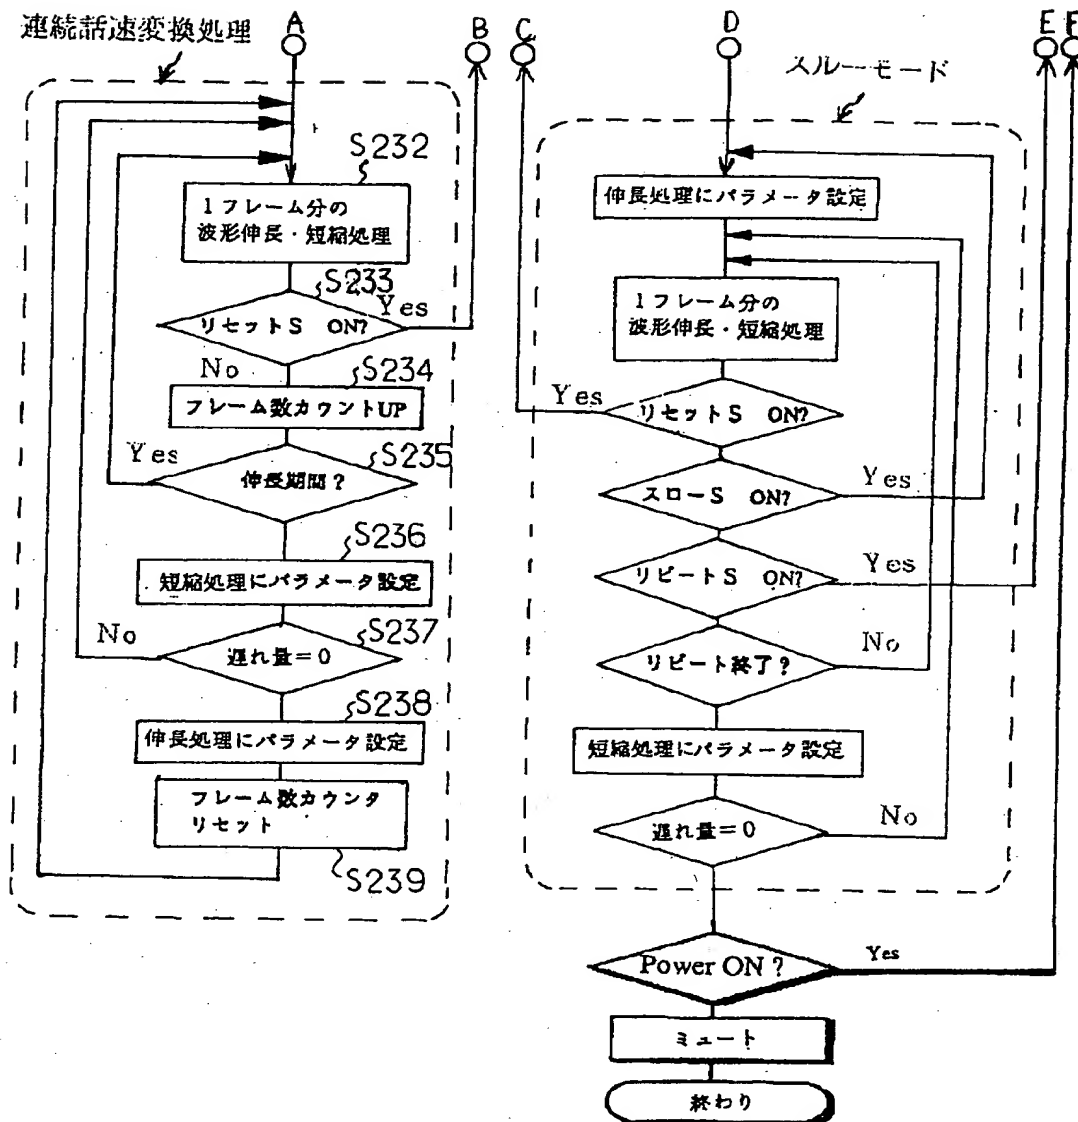 連続話速変換処理
A
B
C
D
E
F
スルーモード
S232
1フレーム分の
波形伸長・短縮処理
S233
リセットS ON?
Yes
No
S234
フレーム数カウントUP
S235
伸長期間?
Yes
S236
短縮処理にパラメータ設定
S237
遅れ量=0
No
S238
伸長処理にパラメータ設定
フレーム数カウンタ
リセット
S239
伸長処理にパラメータ設定
1フレーム分の
波形伸長・短縮処理
リセットS ON?
Yes
スローS ON?
Yes
リピートS ON?
Yes
リピート終了?
No
短縮処理にパラメータ設定
遅れ量=0
No
Power ON?
Yes
ミュート
終わり